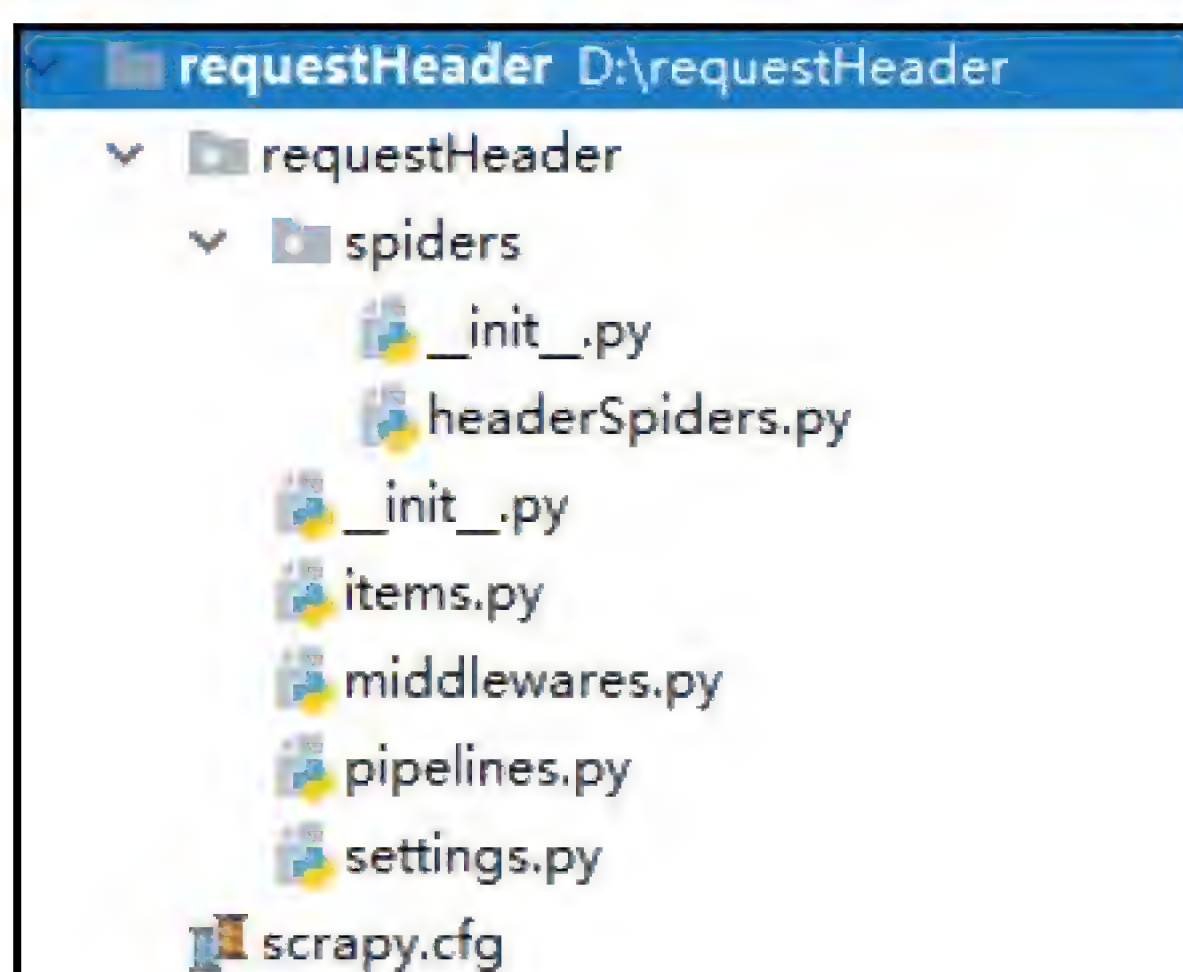 requestHeader D:\requestHeader
requestHeader
spiders
__init__.py
headerSpiders.py
__init__.py
items.py
middlewares.py
pipelines.py
settings.py
scrapy.cfg